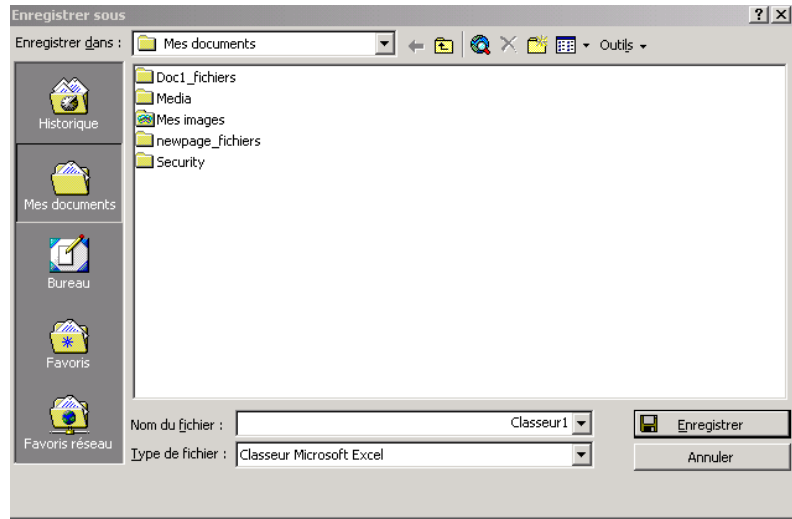 Enregistrer sous
Enregistrer dans : Mes documents Outils
Historique
Mes documents
Bureau
Favoris
Favoris réseau
Doc1_fichiers
Media
Mes images
newpage_fichiers
Security
Nom du fichier : Classeur1 Enregistrer
Type de fichier : Classeur Microsoft Excel Annuler